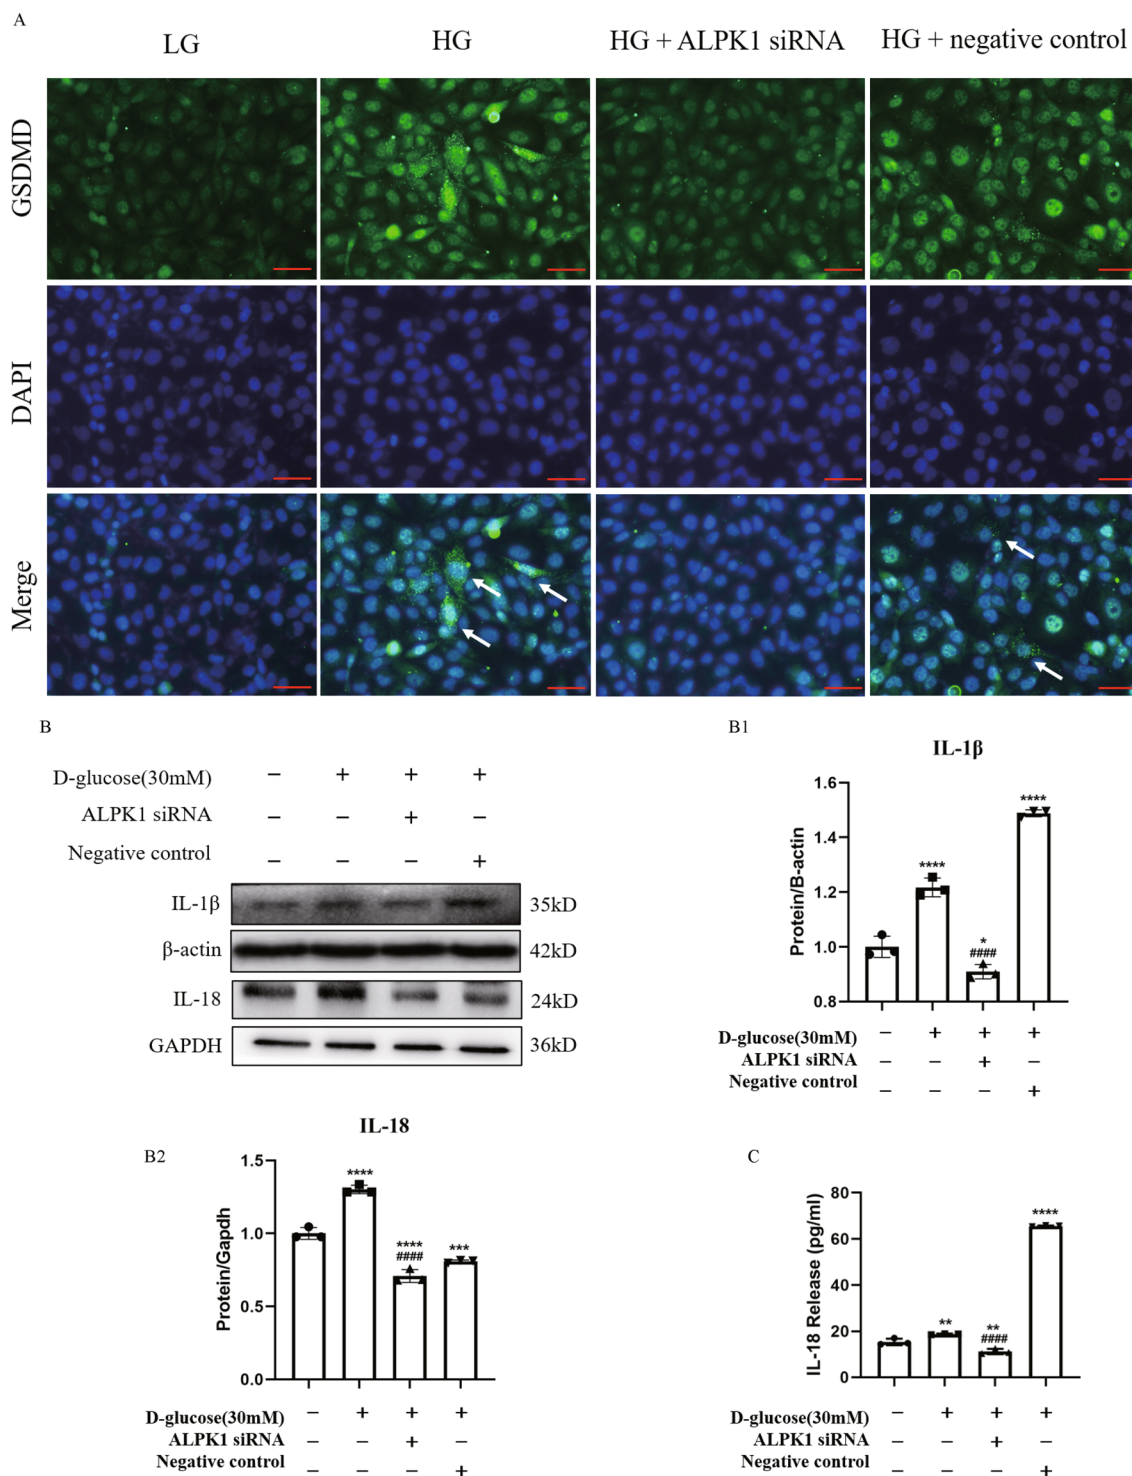 A
LG HG HG + ALPK1 siRNA HG + negative control
GSDMD
DAPI
Merge
B
D-glucose(30mM) − + + +
ALPK1 siRNA − − + −
Negative control − − − +
IL-1β 35kD
β-actin 42kD
IL-18 24kD
GAPDH 36kD
B1
IL-1β
Protein/B-actin
1.6
1.4
1.2
1.0
0.8
****
*
####
****
D-glucose(30mM) − + + +
ALPK1 siRNA − − + −
Negative control − − − +
B2
IL-18
Protein/Gapdh
1.5
1.0
0.5
0.0
****
****
####
***
D-glucose(30mM) − + + +
ALPK1 siRNA − − + −
Negative control − − − +
C
IL-18 Release (pg/ml)
80
60
40
20
0
**
**
####
****
D-glucose(30mM) − + + +
ALPK1 siRNA − − + −
Negative control − − − +